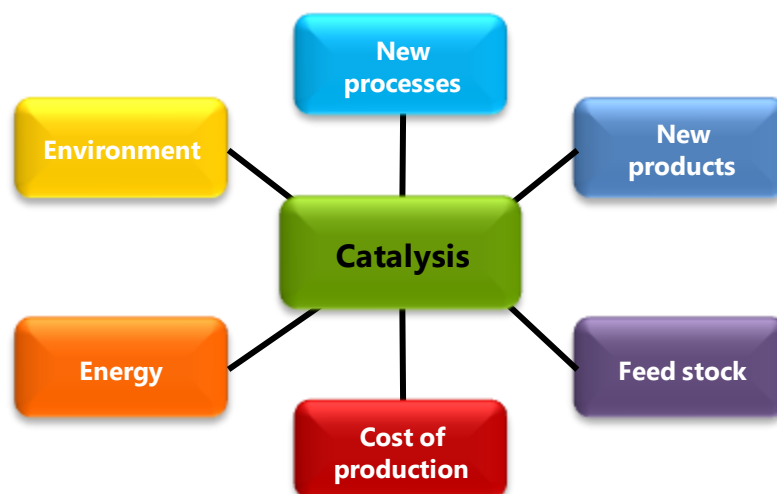 New
processes
Environment
New
products
Catalysis
Energy
Feed stock
Cost of
production